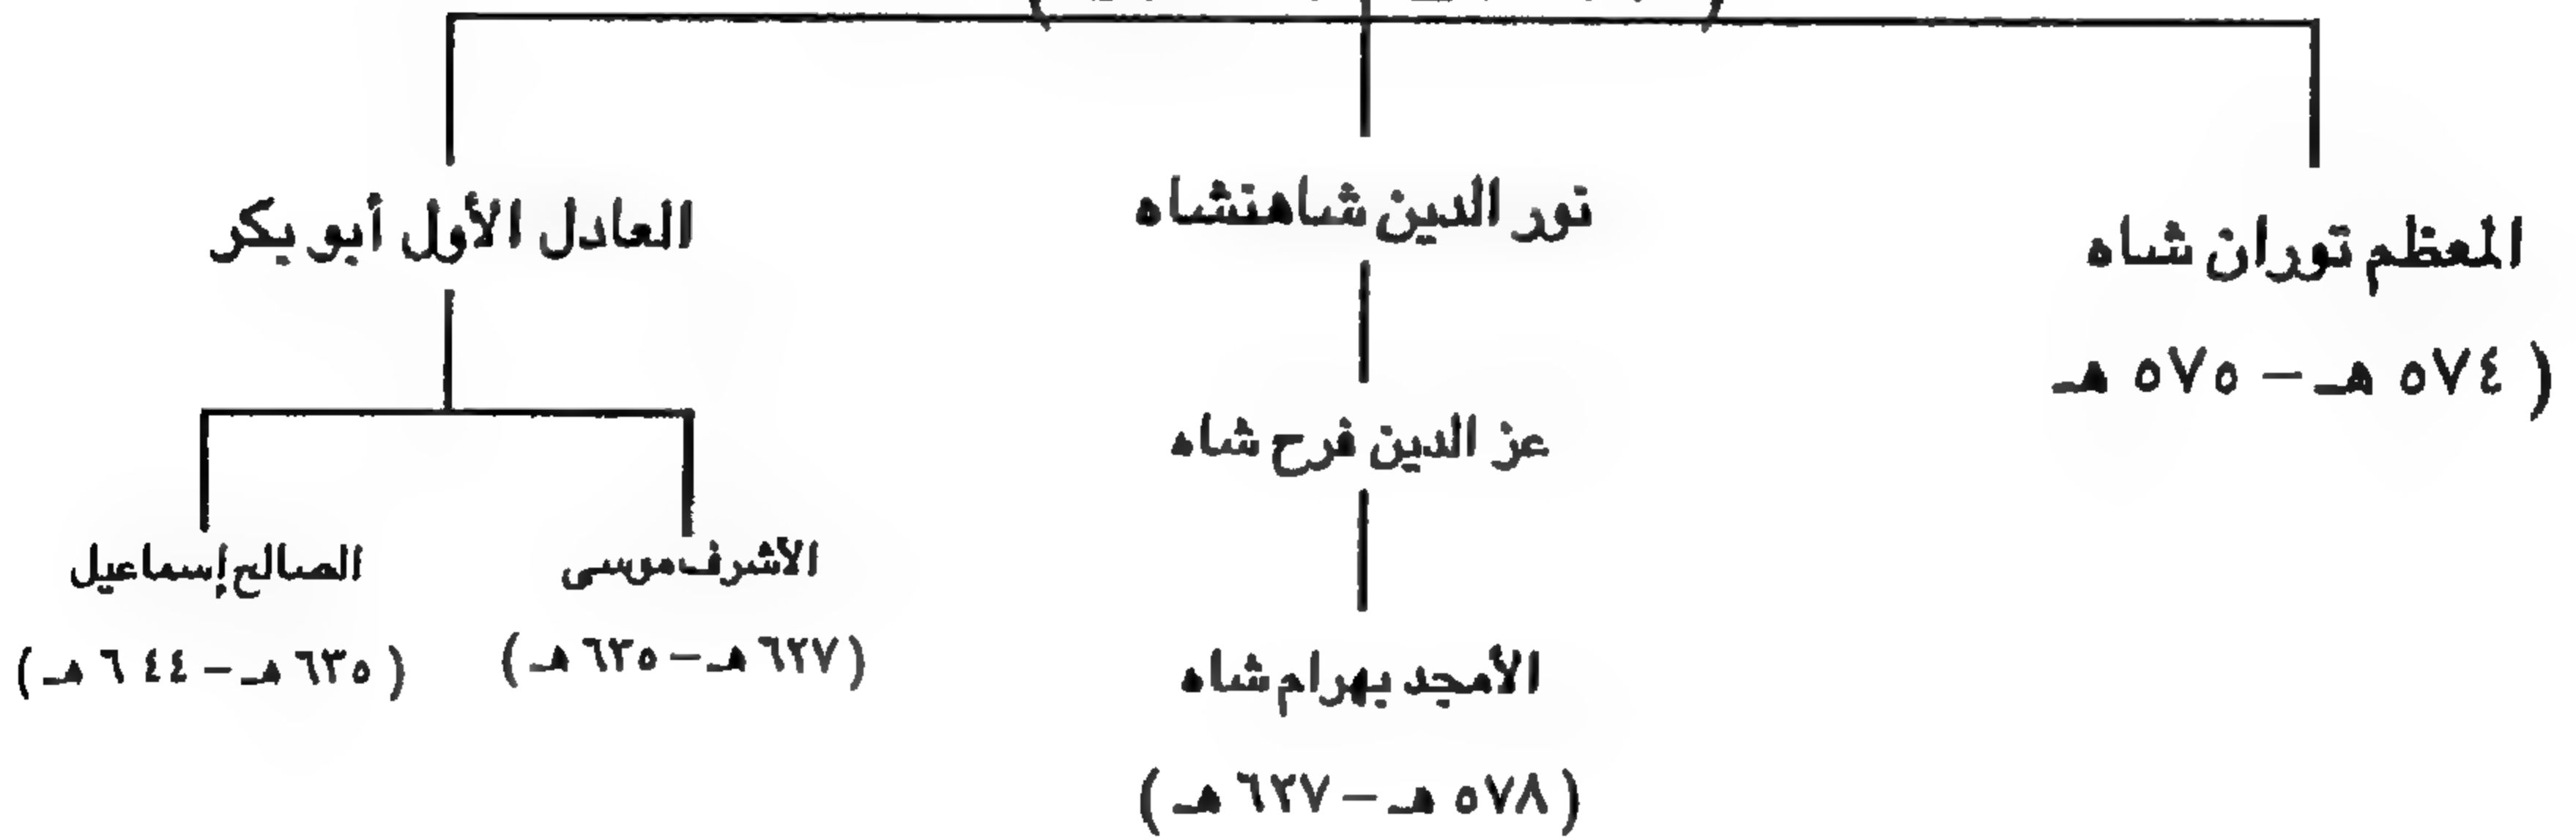 المعظم توران شاه
( ٥٧٤ هـ – ٥٧٥ هـ
نور الدين شاهنشاه
عز الدين فرح شاه
الأمجد بهرام شاه
( ٥٧٨ هـ – ٦٢٧ هـ )
العادل الأول أبو بكر
الأشرف موسى
( ٦٢٧ هـ – ٦٣٥ هـ )
الصالح إسماعيل
( ٦٣٥ هـ – ٦٤٤ هـ )